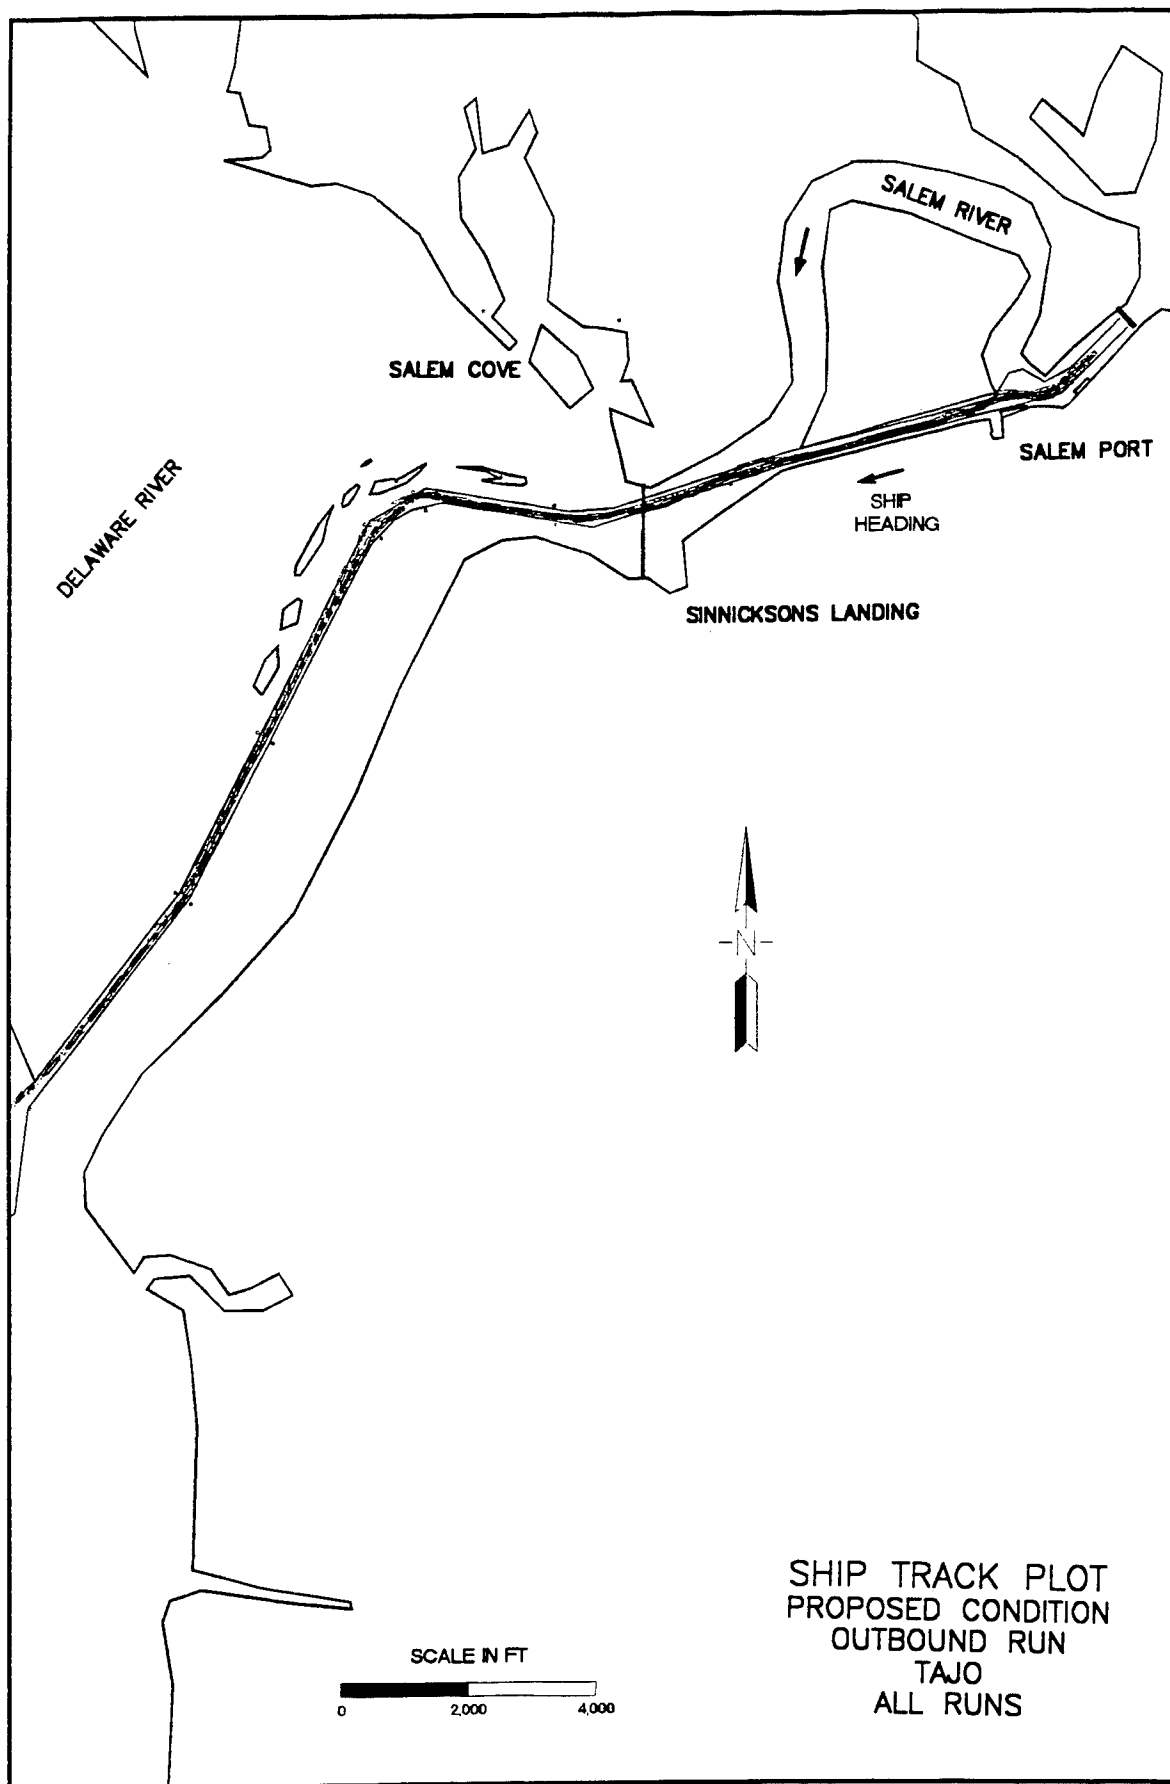 SALEM RIVER
SALEM COVE
SALEM PORT
SHIP
HEADING
DELAWARE RIVER
SINNICKSONS LANDING
N
SHIP TRACK PLOT
PROPOSED CONDITION
OUTBOUND RUN
TAJO
ALL RUNS
SCALE IN FT
0 2,000 4,000